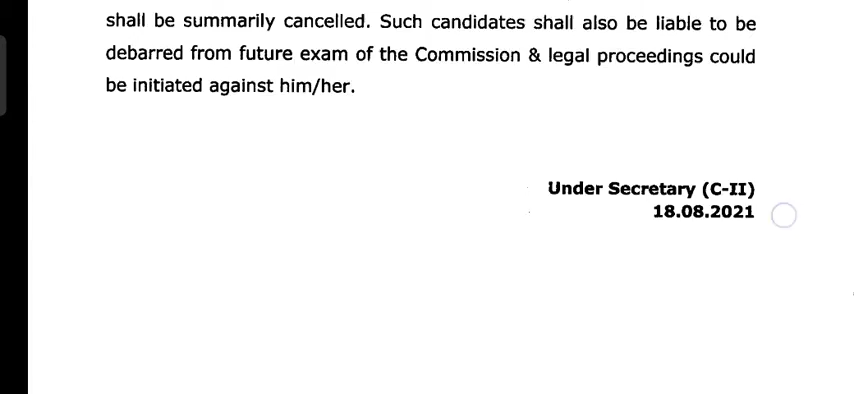 shall be summarily cancelled. Such candidates shall also be liable to be
debarred from future exam of the Commission & legal proceedings could
be initiated against him/her.
Under Secretary (C-II)
18.08.2021